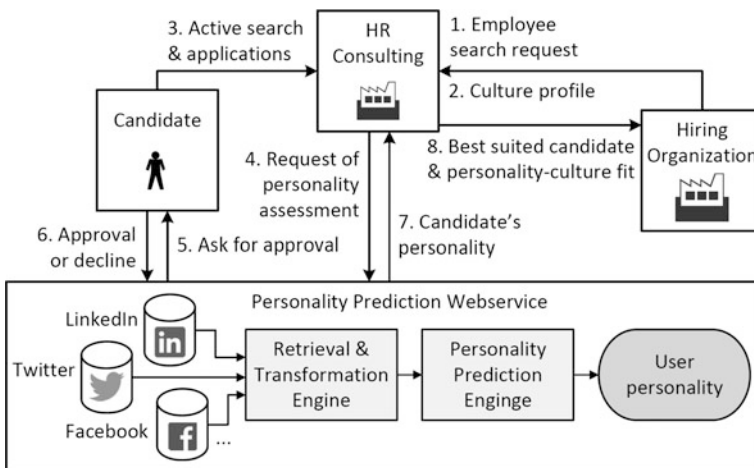 3. Active search
& applications
HR
Consulting
1. Employee
search request
2. Culture profile
Candidate
Hiring
Organization
4. Request of
personality
assessment
8. Best suited candidate
& personality-culture fit
6. Approval
or decline
5. Ask for approval
7. Candidate's
personality
Personality Prediction Webservice
LinkedIn
in
Twitter
Facebook
f
...
Retrieval &
Transformation
Engine
Personality
Prediction
Enginge
User
personality